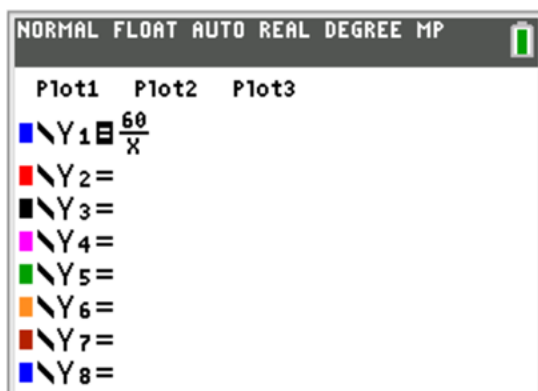 NORMAL FLOAT AUTO REAL DEGREE MP
Plot1 Plot2 Plot3
\Y1=60/X
\Y2=
\Y3=
\Y4=
\Y5=
\Y6=
\Y7=
\Y8=